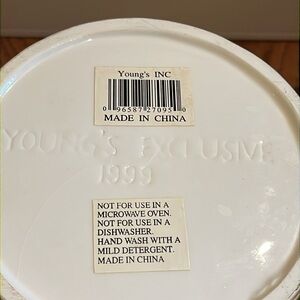 Young's INC
0 96587 27095 0
MADE IN CHINA
YOUNG'S EXCLUSIVE
1999
NOT FOR USE IN A
MICROWAVE OVEN.
NOT FOR USE IN A
DISHWASHER.
HAND WASH WITH A
MILD DETERGENT.
MADE IN CHINA